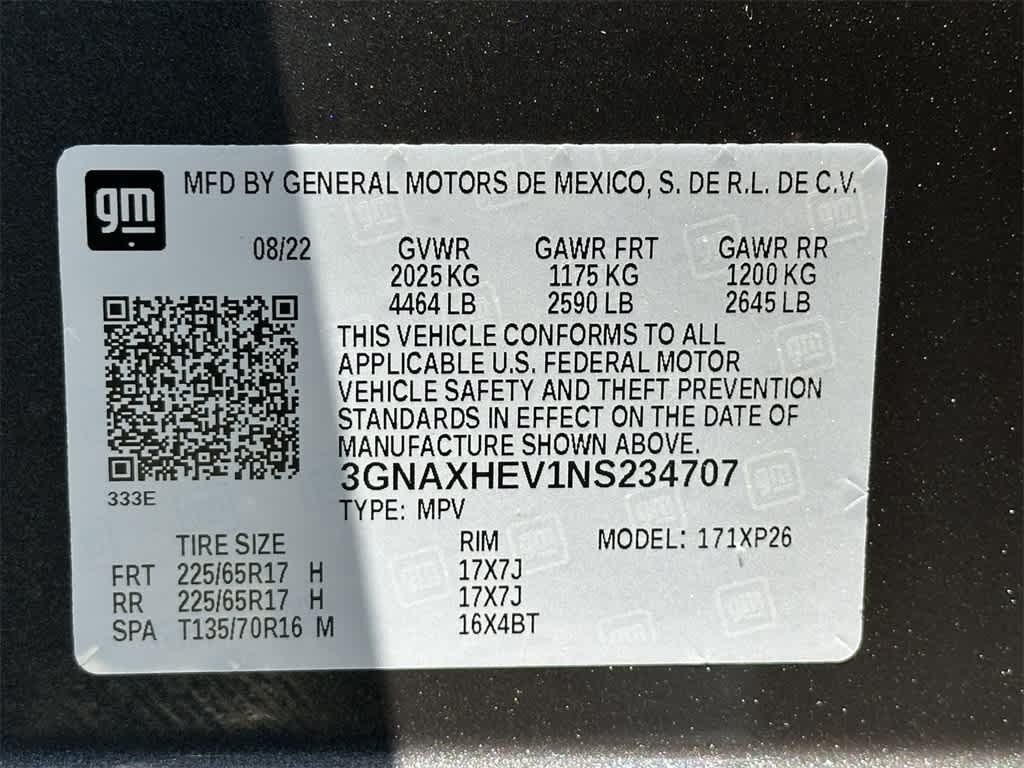 gm
MFD BY GENERAL MOTORS DE MEXICO, S. DE R.L. DE C.V.
08/22 GVWR GAWR FRT GAWR RR
2025 KG 1175 KG 1200 KG
4464 LB 2590 LB 2645 LB
THIS VEHICLE CONFORMS TO ALL
APPLICABLE U.S. FEDERAL MOTOR
VEHICLE SAFETY AND THEFT PREVENTION
STANDARDS IN EFFECT ON THE DATE OF
MANUFACTURE SHOWN ABOVE.
3GNAXHEV1NS234707
333E
TYPE: MPV
TIRE SIZE RIM MODEL: 171XP26
FRT 225/65R17 H 17X7J
RR 225/65R17 H 17X7J
SPA T135/70R16 M 16X4BT